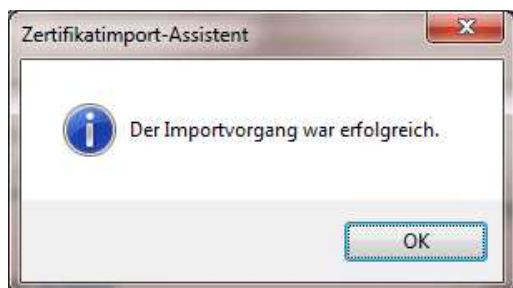 Zertifikatimport-Assistent
Der Importvorgang war erfolgreich.
OK